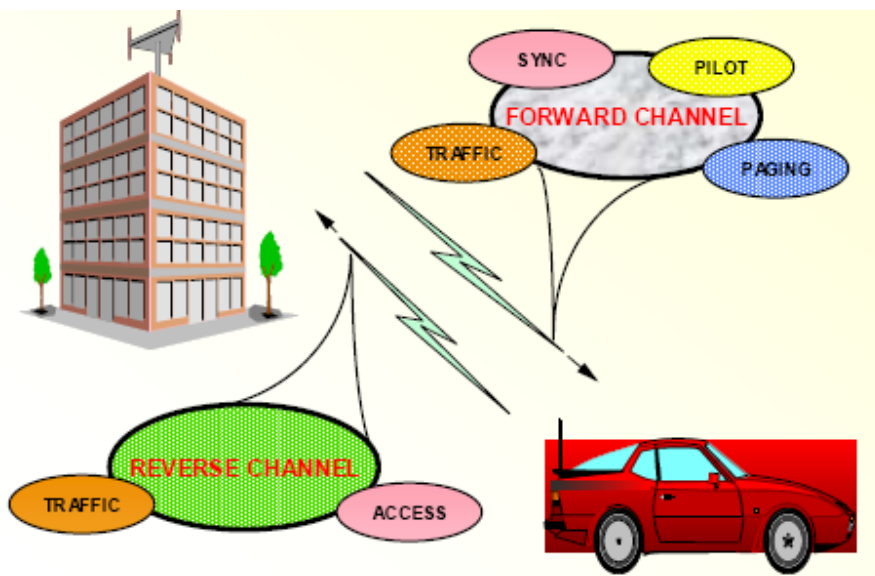 SYNC
PILOT
FORWARD CHANNEL
TRAFFIC
PAGING
REVERSE CHANNEL
TRAFFIC
ACCESS